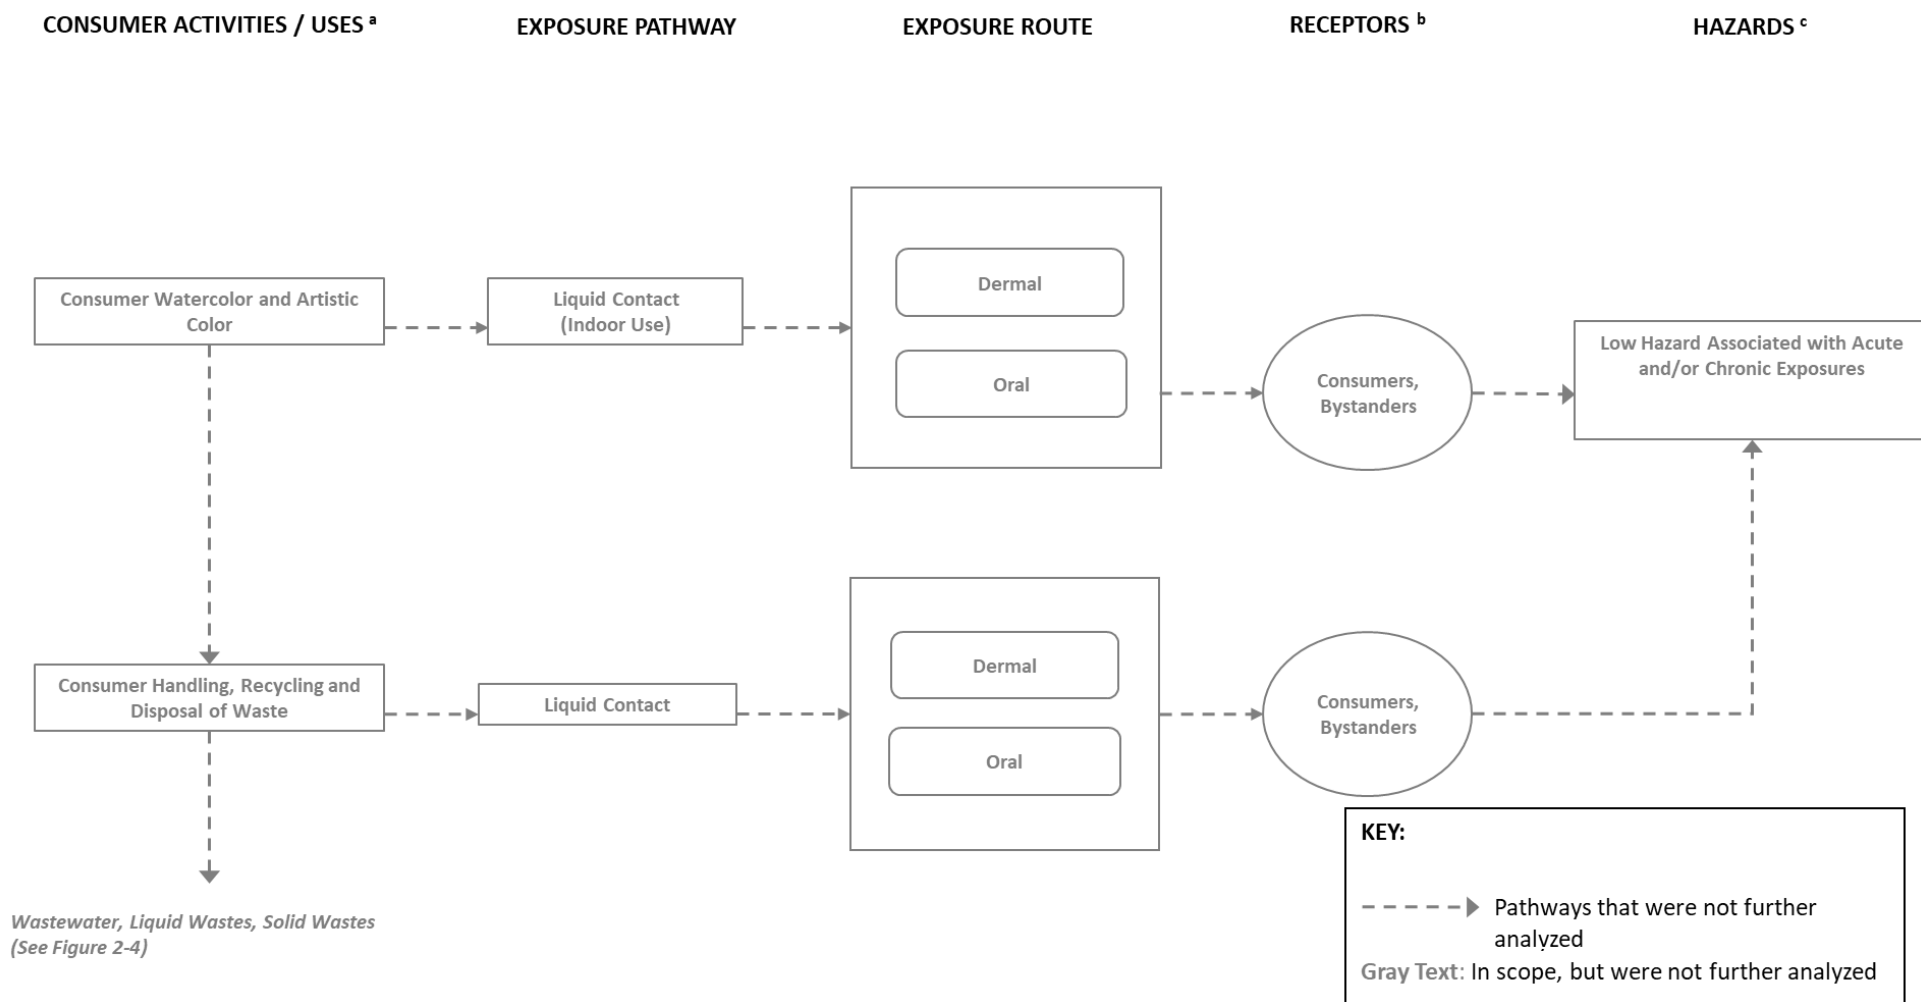 CONSUMER ACTIVITIES / USES a
EXPOSURE PATHWAY
EXPOSURE ROUTE
RECEPTORS b
HAZARDS c
Consumer Watercolor and Artistic
Color
Liquid Contact
(Indoor Use)
Dermal
Oral
Consumers,
Bystanders
Low Hazard Associated with Acute
and/or Chronic Exposures
Consumer Handling, Recycling and
Disposal of Waste
Liquid Contact
Dermal
Oral
Consumers,
Bystanders
Wastewater, Liquid Wastes, Solid Wastes
(See Figure 2-4)
KEY:
Pathways that were not further
analyzed
Gray Text: In scope, but were not further analyzed